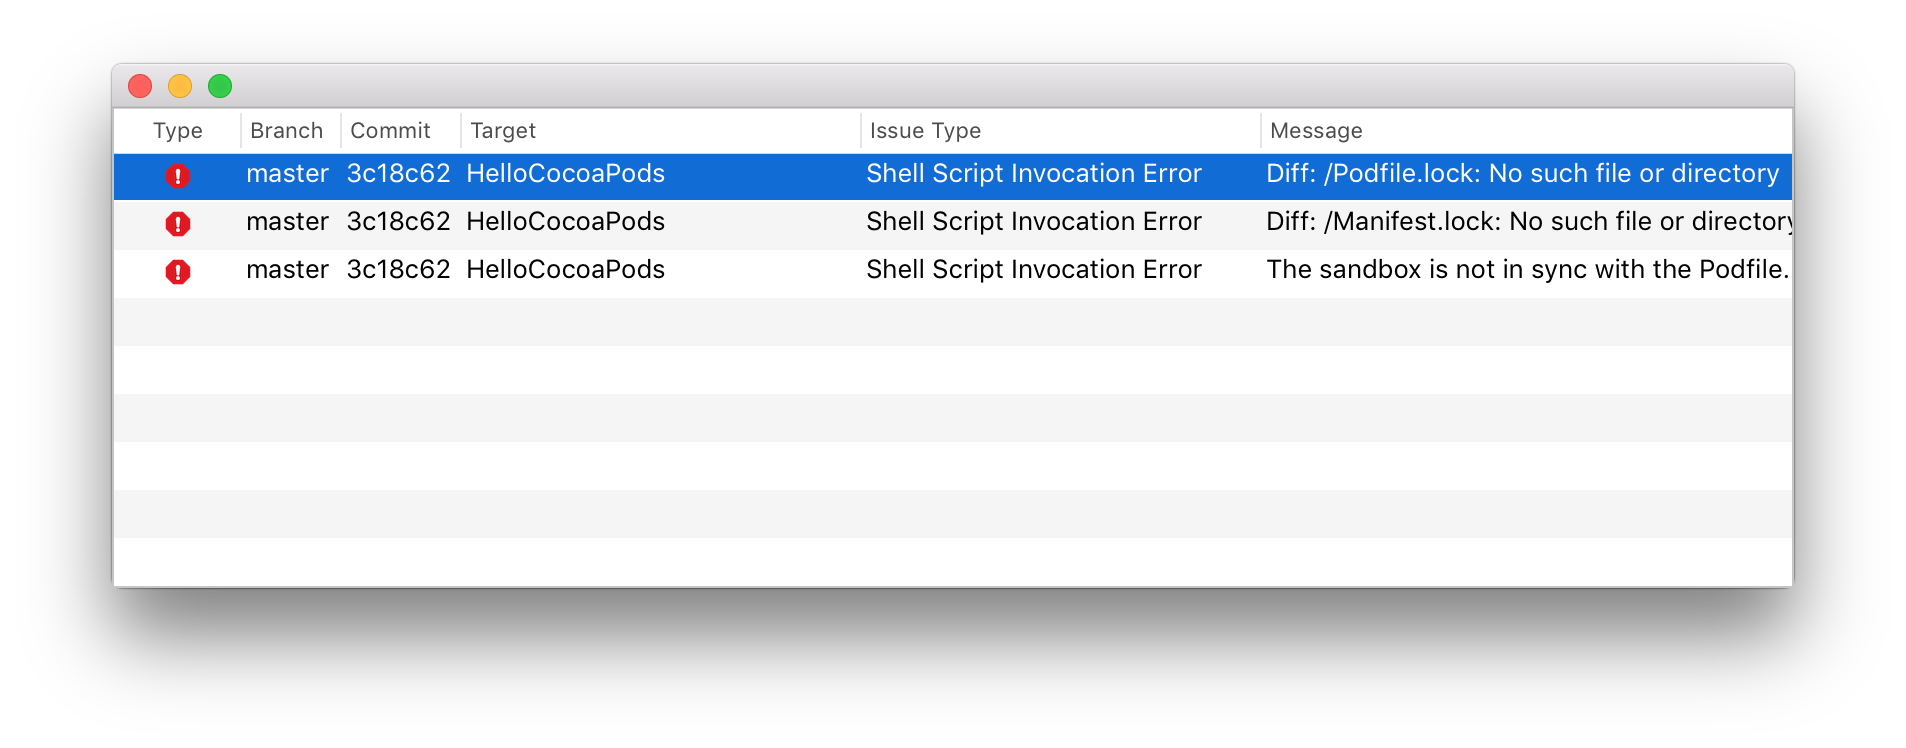 Type Branch Commit Target Issue Type Message
master 3c18c62 HelloCocoaPods Shell Script Invocation Error Diff: /Podfile.lock: No such file or directory
master 3c18c62 HelloCocoaPods Shell Script Invocation Error Diff: /Manifest.lock: No such file or directory
master 3c18c62 HelloCocoaPods Shell Script Invocation Error The sandbox is not in sync with the Podfile.